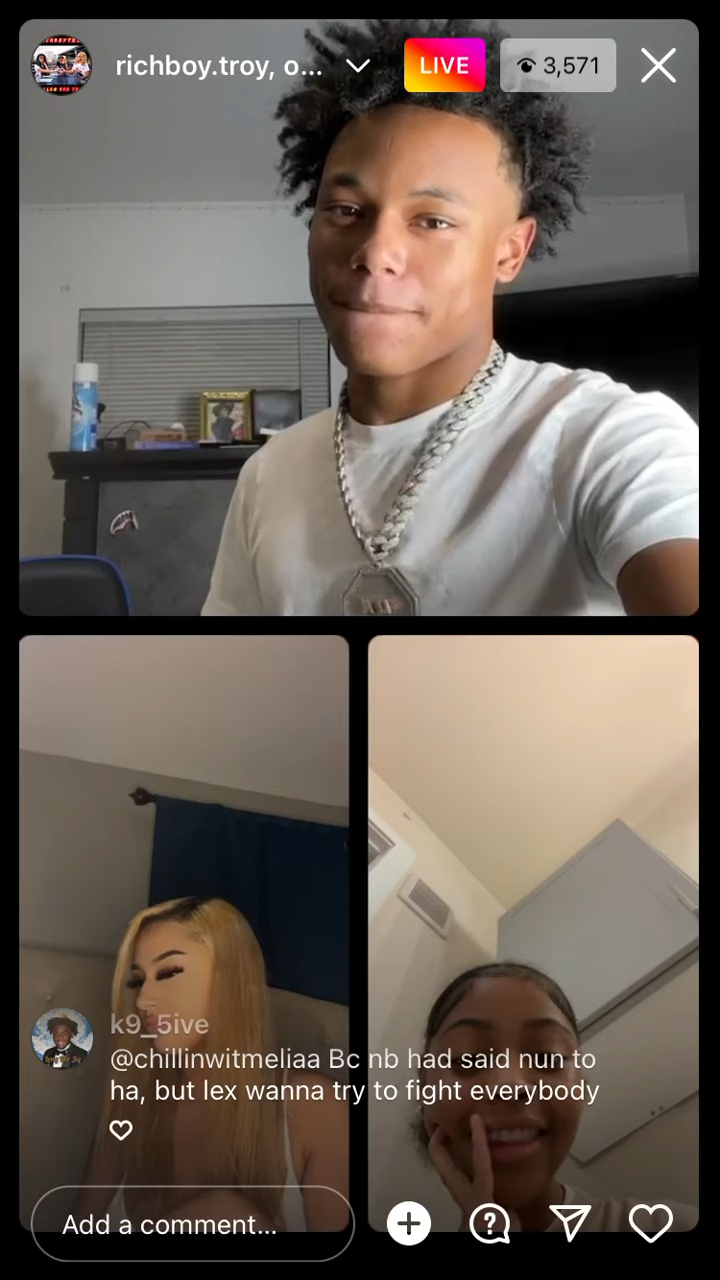 richboy.troy, o...
LIVE
3,571
k9_5ive
@chillinwitmeliaa Bc nb had said nun to
ha, but lex wanna try to fight everybody
Add a comment...